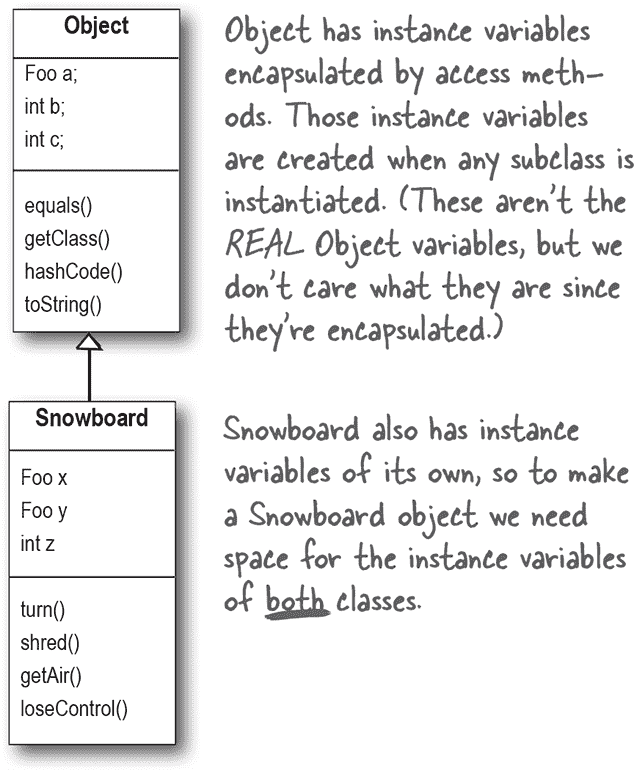 Object
Foo a;
int b;
int c;
equals()
getClass()
hashCode()
toString()
Object has instance variables
encapsulated by access meth-
ods. Those instance variables
are created when any subclass is
instantiated. (These aren't the
REAL Object variables, but we
don't care what they are since
they're encapsulated.)
Snowboard
Foo x
Foo y
int z
turn()
shred()
getAir()
loseControl()
Snowboard also has instance
variables of its own, so to make
a Snowboard object we need
space for the instance variables
of both classes.